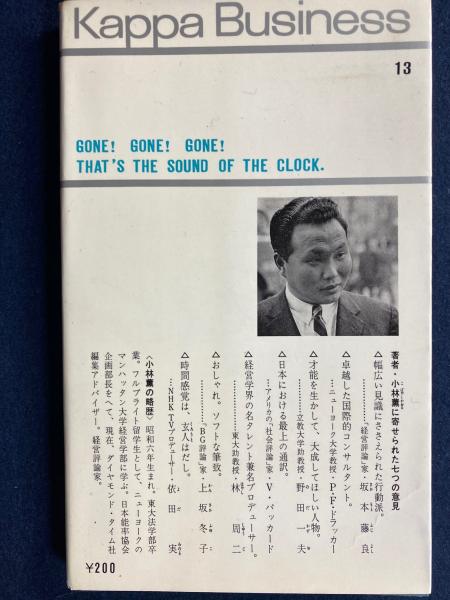 Kappa Business
13
GONE! GONE! GONE!
THAT'S THE SOUND OF THE CLOCK.
著者・小林薫に寄せられた七つの意見
△幅広い見識にささえられた行動派。
…………「経営評論」家・坂本藤良
△卓越した国際的コンサルタント。
…ニューヨーク大学教授・P・F・ドラッカー
△才能を生かして、大成してほしい人物。
…………立教大学助教授・野田一夫
△日本における最上の通訳。
…アメリカの「社会評論」家・V・パッカード
△経営学界の名タレント兼名プロデューサー。
…………東大助教授・林周二
△おしゃれ。ソフトな筆致。
…………「BG評論」家・上坂冬子
△時間感覚は、玄人はだし。
…NHK TVプロデューサー・依田実
〈小林薫の略歴〉昭和六年生まれ。東大法学部卒
業。フルブライト留学生として、ニューヨークの
マンハッタン大学経営学部に学ぶ。日本能率協会
企画部長をへて、現在、ダイヤモンド・タイム社
編集アドバイザー。経営評論家。
¥200